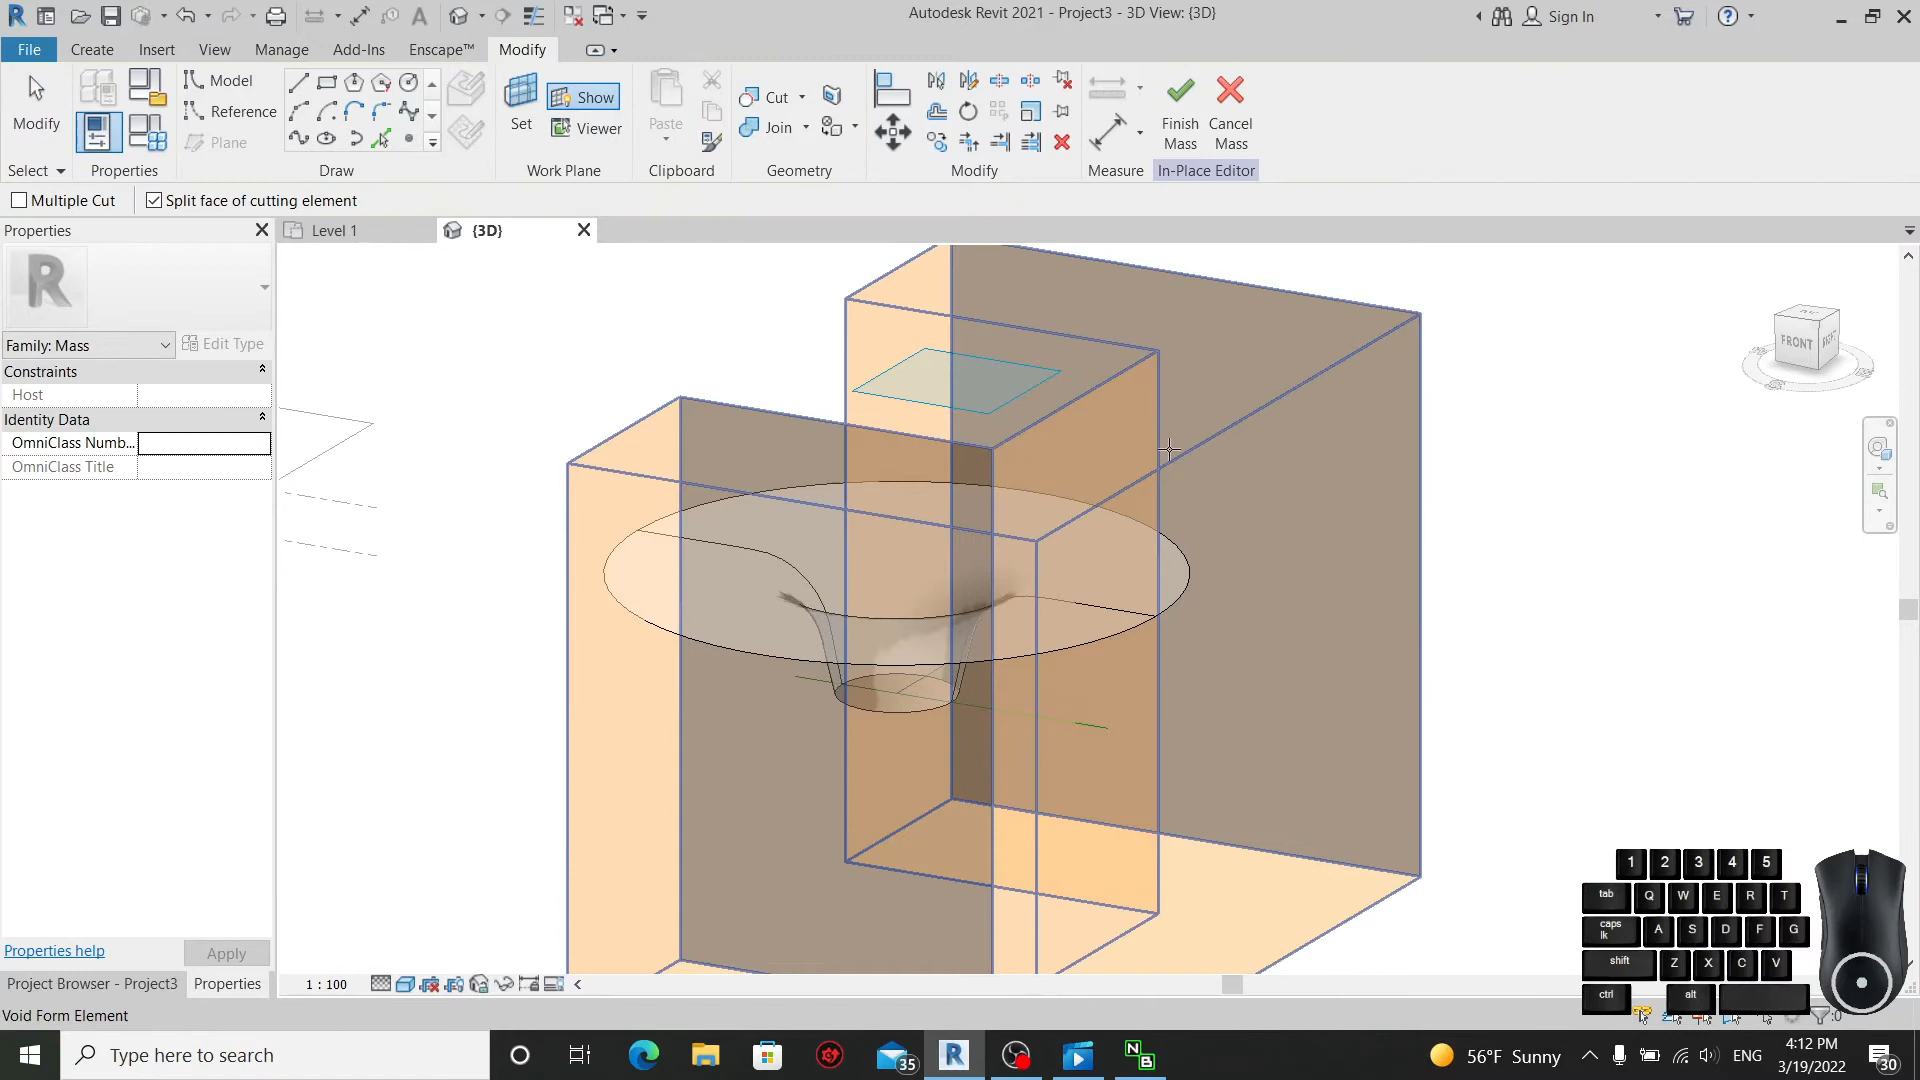 Autodesk Revit 2021 - Project3 - 3D View: {3D}
Sign In
File Create Insert View Manage Add-Ins Enscape™ Modify
Modify
Model
Reference
Plane
Set
Show
Viewer
Paste
Cut
Join
Finish
Mass
Cancel
Mass
Select Properties Draw Work Plane Clipboard Geometry Modify Measure In-Place Editor
Multiple Cut Split face of cutting element
Properties
Level 1 {3D}
R
Family: Mass Edit Type
Constraints
Host
Identity Data
OmniClass Numb...
OmniClass Title
FRONT RIGHT
Properties help Apply
Project Browser - Project3 Properties
1 : 100
Void Form Element
:0
1 2 3 4 5
tab Q W E R T
caps
lk A S D F G
shift Z X C V
ctrl alt
Type here to search
35
R
N
B
56°F Sunny
ENG
4:12 PM
3/19/2022
30